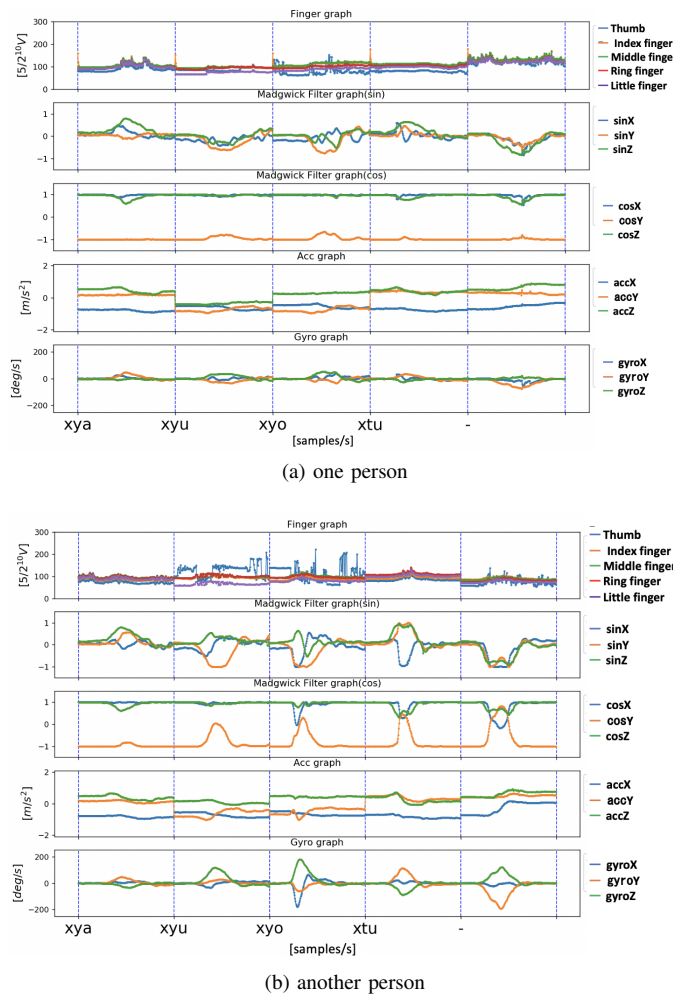 Finger graph
300
200
100
0
[5/2¹⁰V]
Thumb
Index finger
Middle finger
Ring finger
Little finger
Madgwick Filter graph(sin)
1
0
−1
sinX
sinY
sinZ
Madgwick Filter graph(cos)
1
0
−1
cosX
cosY
cosZ
Acc graph
2
0
−2
[m/s²]
accX
accY
accZ
Gyro graph
200
0
−200
[deg/s]
gyroX
gyroY
gyroZ
xya xyu xyo xtu -
[samples/s]
(a) one person
Finger graph
300
200
100
0
[5/2¹⁰V]
Thumb
Index finger
Middle finger
Ring finger
Little finger
Madgwick Filter graph(sin)
1
0
−1
sinX
sinY
sinZ
Madgwick Filter graph(cos)
1
0
−1
cosX
cosY
cosZ
Acc graph
2
0
−2
[m/s²]
accX
accY
accZ
Gyro graph
200
0
−200
[deg/s]
gyroX
gyroY
gyroZ
xya xyu xyo xtu -
[samples/s]
(b) another person